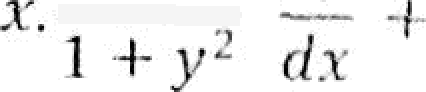 x.
1 + y² dx +